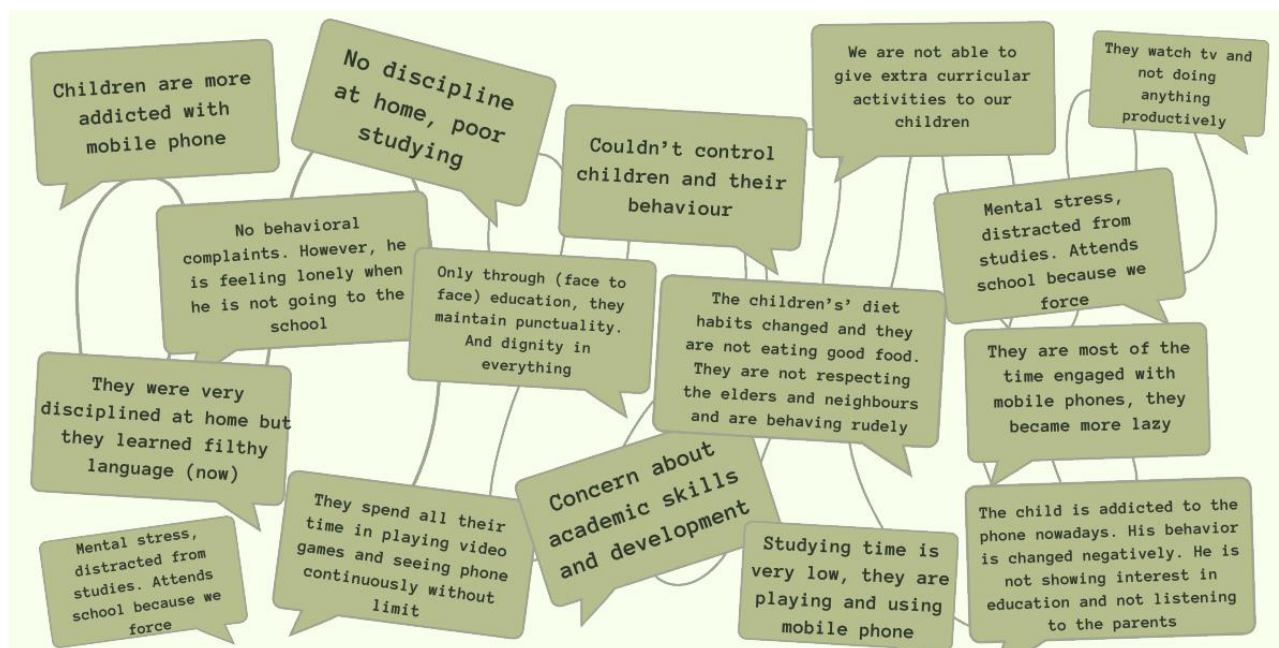 Children are more
addicted with
mobile phone
No discipline
at home, poor
studying
Couldn't control
children and their
behaviour
We are not able to
give extra curricular
activities to our
children
They watch tv and
not doing
anything
productively
No behavioral
complaints. However, he
is feeling lonely when
he is not going to the
school
Only through (face to
face) education, they
maintain punctuality.
And dignity in
everything
The children's' diet
habits changed and they
are not eating good food.
They are not respecting
the elders and neighbours
and are behaving rudely
Mental stress,
distracted from
studies. Attends
school because we
force
They were very
disciplined at home but
they learned filthy
language (now)
They are most of the
time engaged with
mobile phones, they
became more lazy
Mental stress,
distracted from
studies. Attends
school because we
force
They spend all their
time in playing video
games and seeing phone
continuously without
limit
Concern about
academic skills
and development
Studying time is
very low, they are
playing and using
mobile phone
The child is addicted to the
phone nowadays. His behavior
is changed negatively. He is
not showing interest in
education and not listening
to the parents